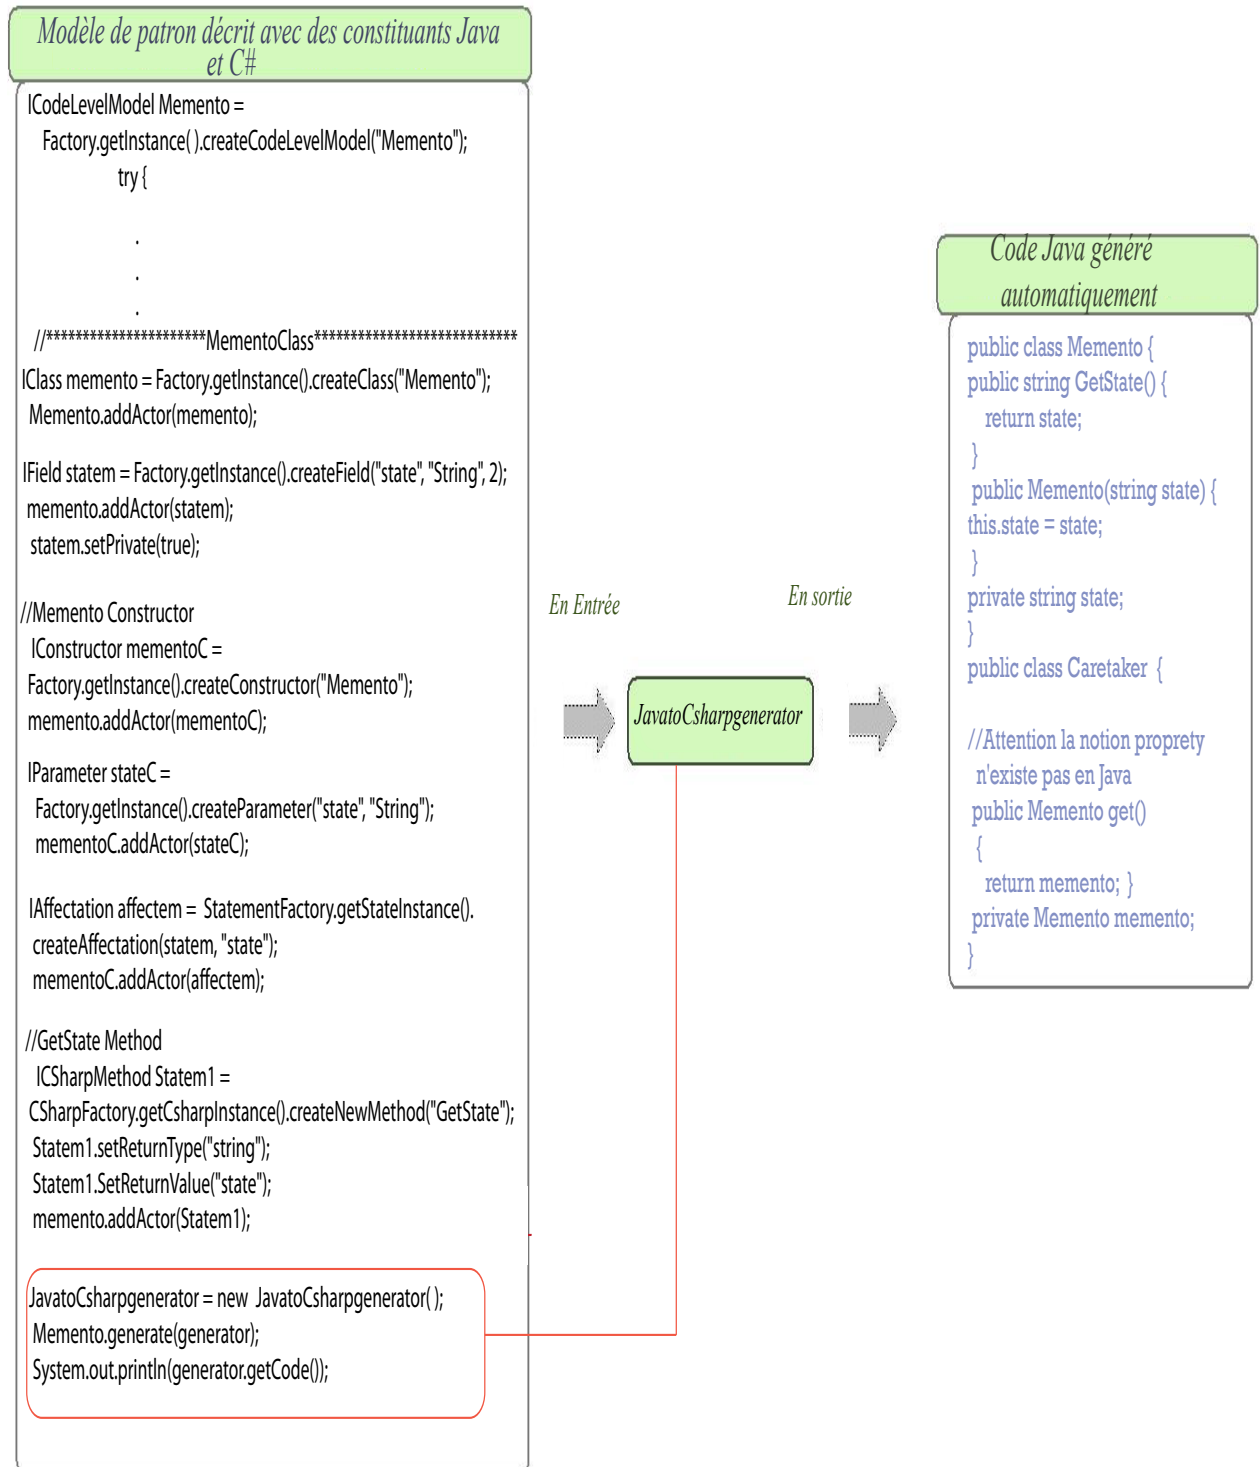 Modèle de patron décrit avec des constituants Java
et C#
ICodeLevelModel Memento =
Factory.getInstance( ).createCodeLevelModel("Memento");
try {
.
.
.
//**********************MementoClass****************************
IClass memento = Factory.getInstance().createClass("Memento");
Memento.addActor(memento);
IField statem = Factory.getInstance().createField("state", "String", 2);
memento.addActor(statem);
statem.setPrivate(true);
//Memento Constructor
IConstructor mementoC =
Factory.getInstance().createConstructor("Memento");
memento.addActor(mementoC);
IParameter stateC =
Factory.getInstance().createParameter("state", "String");
mementoC.addActor(stateC);
IAffectation affectem = StatementFactory.getStateInstance().
createAffectation(statem, "state");
mementoC.addActor(affectem);
//GetState Method
ICSharpMethod Statem1 =
CSharpFactory.getCsharpInstance().createNewMethod("GetState");
Statem1.setReturnType("string");
Statem1.SetReturnValue("state");
memento.addActor(Statem1);
JavatoCsharpgenerator = new JavatoCsharpgenerator( );
Memento.generate(generator);
System.out.println(generator.getCode());
En Entrée
JavatoCsharpgenerator
En sortie
Code Java généré
automatiquement
public class Memento {
public string GetState() {
return state;
}
public Memento(string state) {
this.state = state;
}
private string state;
}
public class Caretaker {
//Attention la notion proprety
n'existe pas en Java
public Memento get()
{
return memento; }
private Memento memento;
}